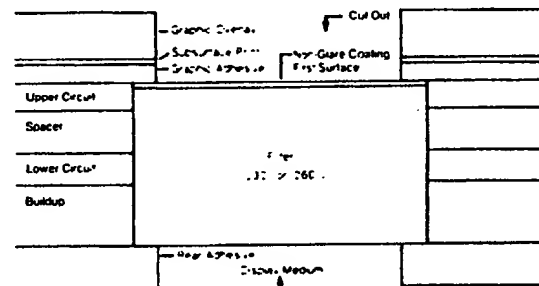 Graphic Overlay
Cut Out
Subsurface Print
Graphic Adhesive
Non-Glare Coating
First Surface
Upper Circuit
Spacer
Lower Circuit
Buildup
Filter
Rear Adhesive
Display Medium